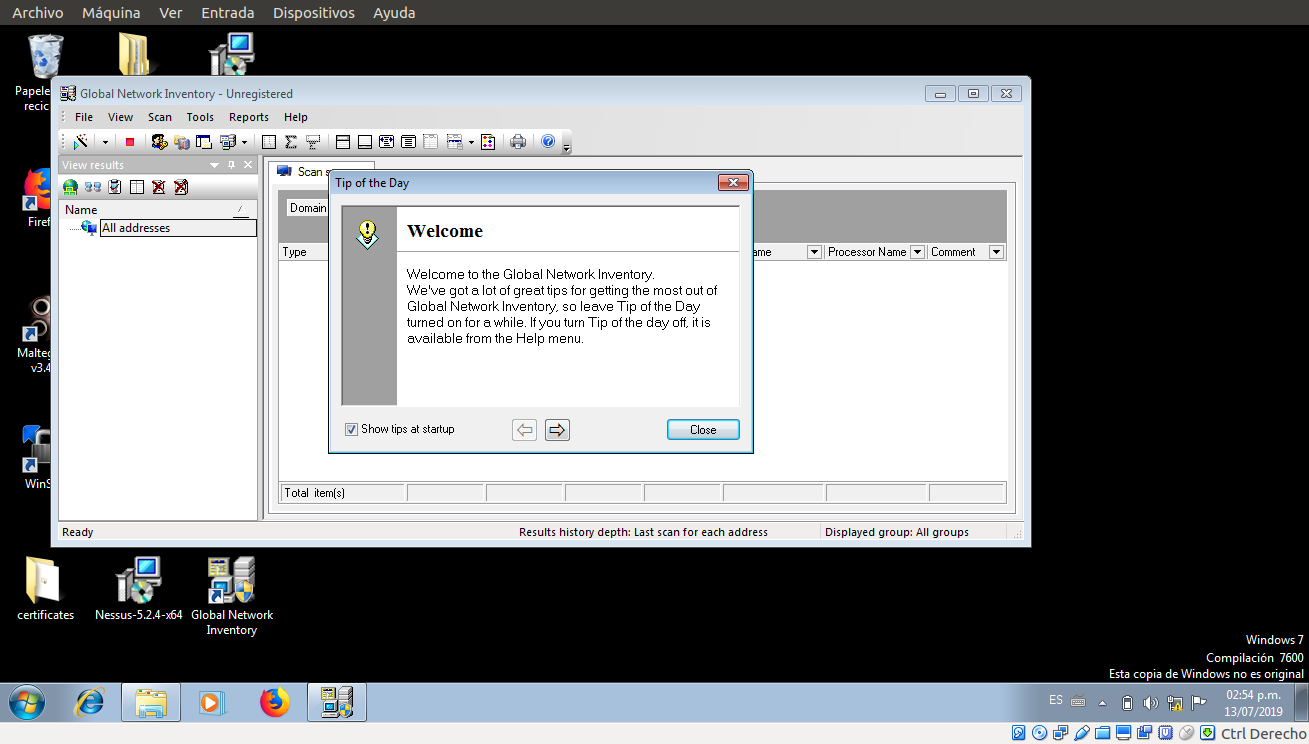 Archivo Máquina Ver Entrada Dispositivos Ayuda
Papele
recic
Global Network Inventory - Unregistered
File View Scan Tools Reports Help
View results
Name
All addresses
Scan s
Domain
Type
ame
Processor Name
Comment
Tip of the Day
Welcome
Welcome to the Global Network Inventory.
We've got a lot of great tips for getting the most out of
Global Network Inventory, so leave Tip of the Day
turned on for a while. If you turn Tip of the day off, it is
available from the Help menu.
Show tips at startup
Close
Total item(s)
Ready
Results history depth: Last scan for each address
Displayed group: All groups
Firef
Malteg
v3.4
WinS
certificates
Nessus-5.2.4-x64
Global Network
Inventory
Windows 7
Compilación 7600
Esta copia de Windows no es original
ES
02:54 p.m.
13/07/2019
Ctrl Derecho